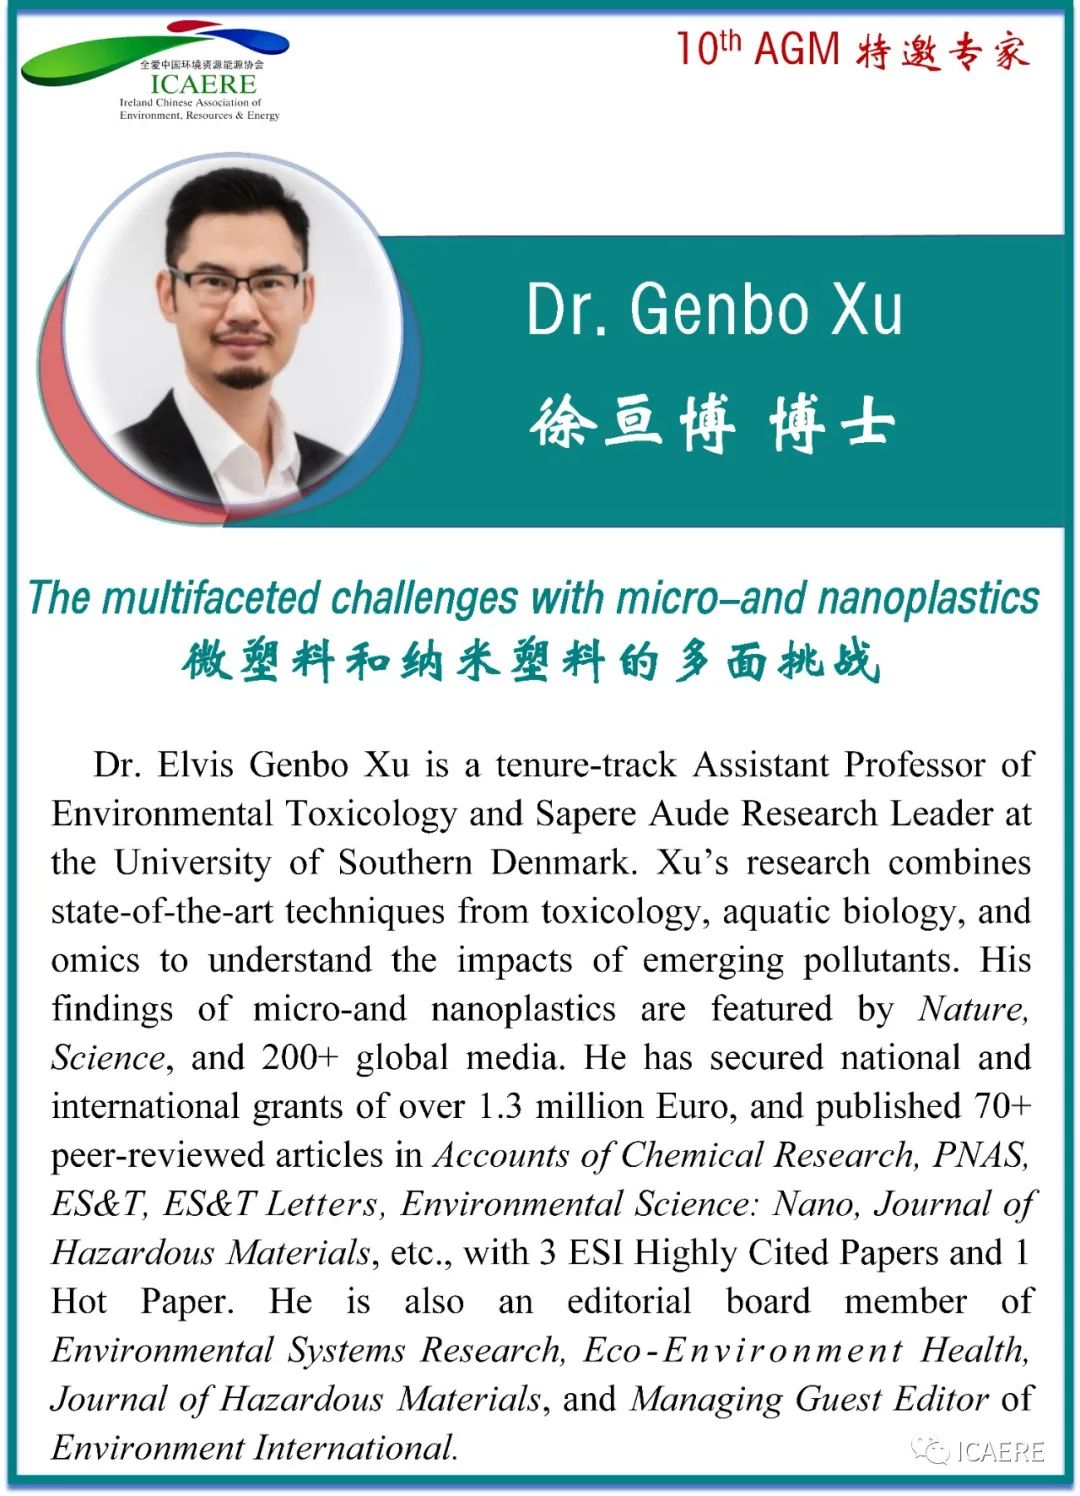 全爱中国环境资源能源协会
ICAERE
Ireland Chinese Association of
Environment, Resources & Energy
10th AGM 特邀专家
Dr. Genbo Xu
徐亘博 博士
The multifaceted challenges with micro–and nanoplastics
微塑料和纳米塑料的多面挑战
Dr. Elvis Genbo Xu is a tenure-track Assistant Professor of
Environmental Toxicology and Sapere Aude Research Leader at
the University of Southern Denmark. Xu’s research combines
state-of-the-art techniques from toxicology, aquatic biology, and
omics to understand the impacts of emerging pollutants. His
findings of micro-and nanoplastics are featured by Nature,
Science, and 200+ global media. He has secured national and
international grants of over 1.3 million Euro, and published 70+
peer-reviewed articles in Accounts of Chemical Research, PNAS,
ES&T, ES&T Letters, Environmental Science: Nano, Journal of
Hazardous Materials, etc., with 3 ESI Highly Cited Papers and 1
Hot Paper. He is also an editorial board member of
Environmental Systems Research, Eco-Environment Health,
Journal of Hazardous Materials, and Managing Guest Editor of
Environment International.
ICAERE